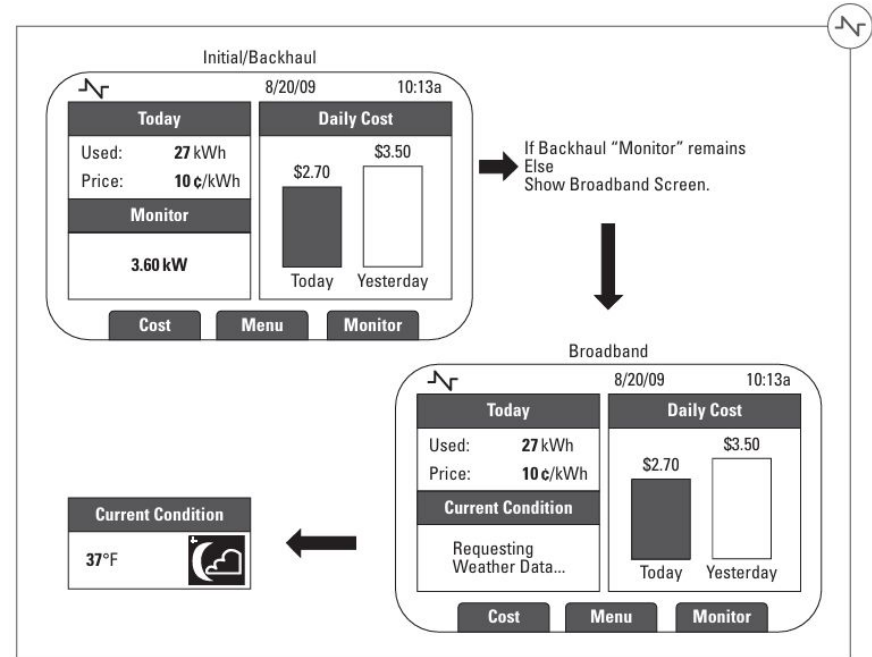 Initial/Backhaul
8/20/09 10:13a
Today
Used: 27 kWh
Price: 10 ¢/kWh
Monitor
3.60 kW
Daily Cost
$2.70
$3.50
Today Yesterday
Cost Menu Monitor
If Backhaul “Monitor” remains
Else
Show Broadband Screen.
Broadband
8/20/09 10:13a
Today
Used: 27 kWh
Price: 10 ¢/kWh
Current Condition
Requesting
Weather Data...
Daily Cost
$2.70
$3.50
Today Yesterday
Cost Menu Monitor
Current Condition
37°F